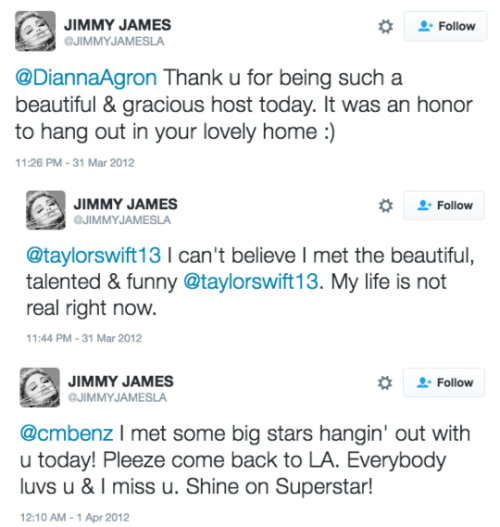 JIMMY JAMES
@JIMMYJAMESLA
Follow
@DiannaAgron Thank u for being such a
beautiful & gracious host today. It was an honor
to hang out in your lovely home :)
11:26 PM - 31 Mar 2012
JIMMY JAMES
@JIMMYJAMESLA
Follow
@taylorswift13 I can't believe I met the beautiful,
talented & funny @taylorswift13. My life is not
real right now.
11:44 PM - 31 Mar 2012
JIMMY JAMES
@JIMMYJAMESLA
Follow
@cmbenz I met some big stars hangin' out with
u today! Pleeze come back to LA. Everybody
luvs u & I miss u. Shine on Superstar!
12:10 AM - 1 Apr 2012